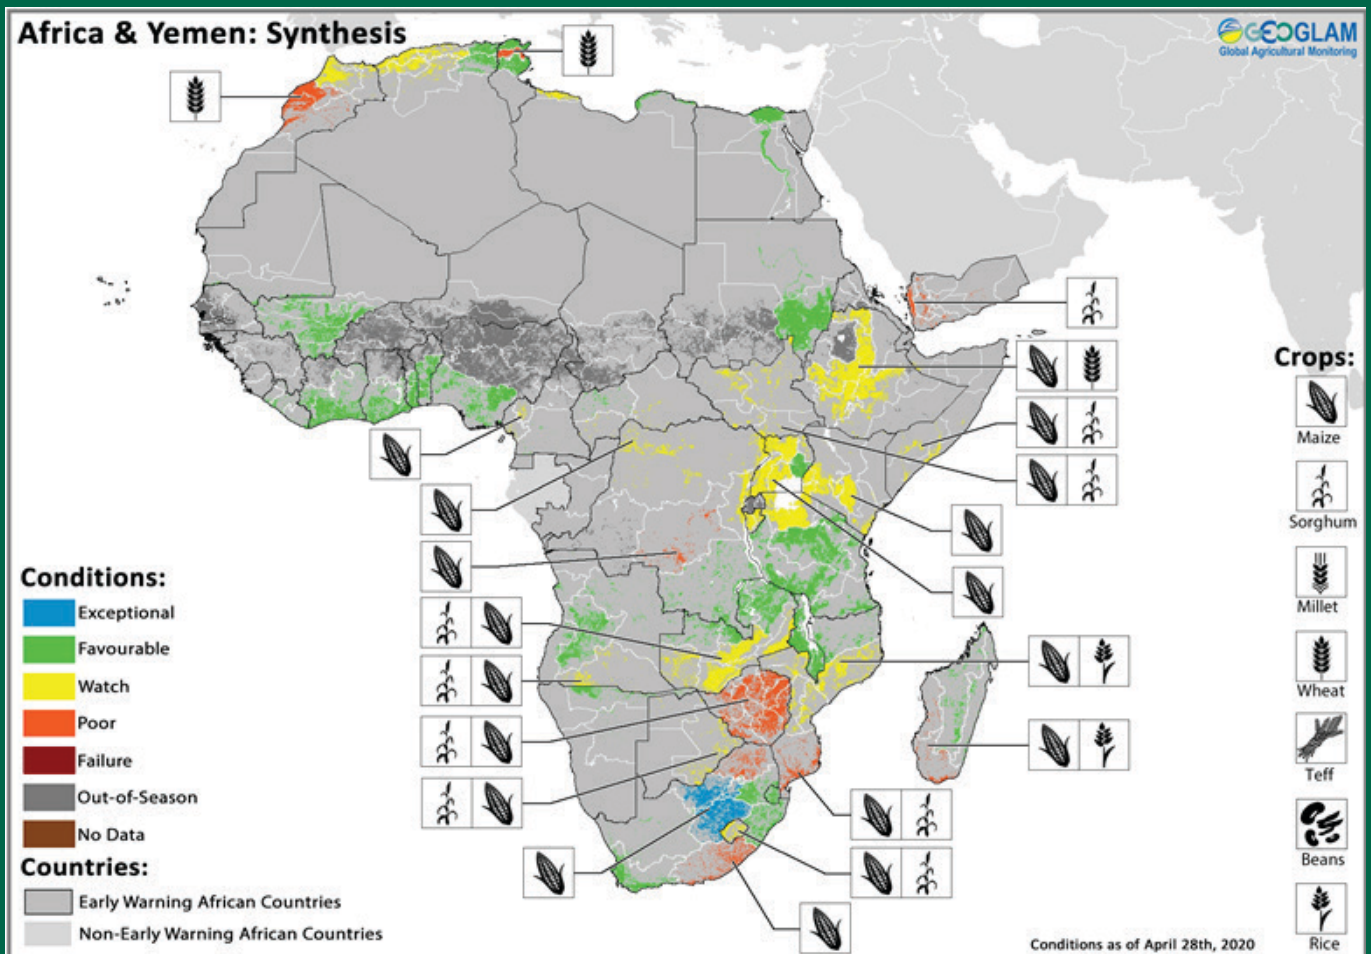 Africa & Yemen: Synthesis
GEOGLAM
Global Agricultural Monitoring
Crops:
Maize
Sorghum
Millet
Wheat
Teff
Beans
Rice
Conditions:
Exceptional
Favourable
Watch
Poor
Failure
Out-of-Season
No Data
Countries:
Early Warning African Countries
Non-Early Warning African Countries
Conditions as of April 28th, 2020